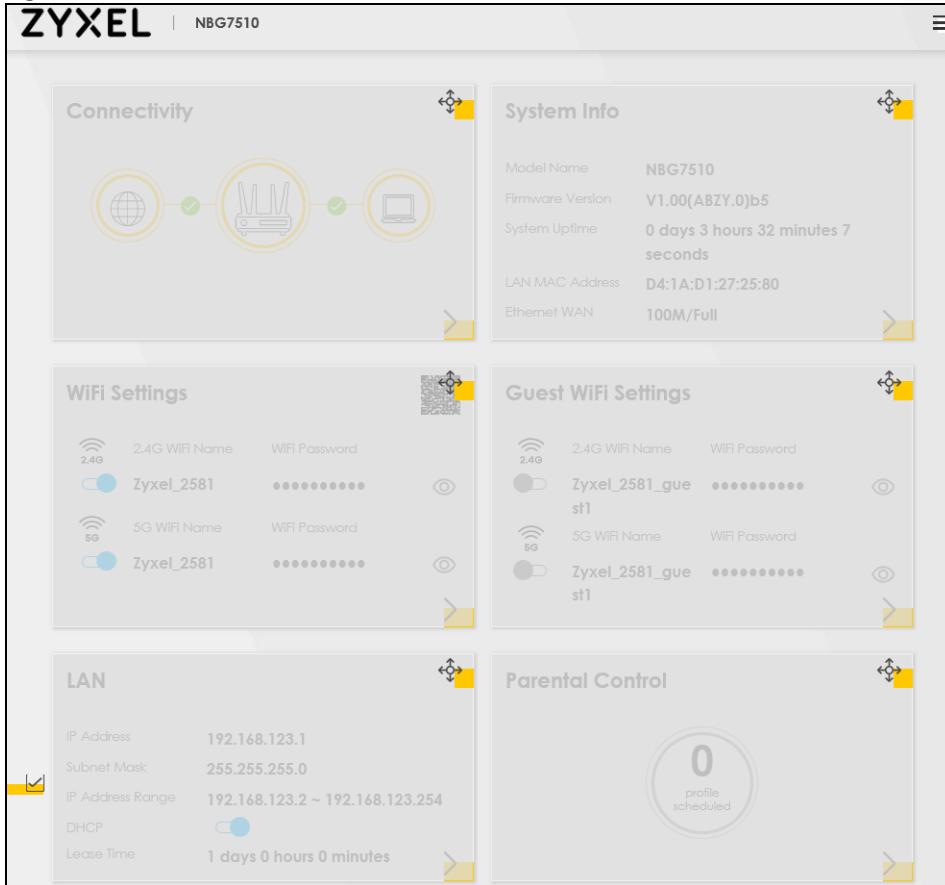 ZYXEL | NBG7510
Connectivity
System Info
Model Name NBG7510
Firmware Version V1.00(ABZY.0)b5
System Uptime 0 days 3 hours 32 minutes 7
seconds
LAN MAC Address D4:1A:D1:27:25:80
Ethernet WAN 100M/Full
WiFi Settings
2.4G 2.4G WiFi Name WiFi Password
Zyxel_2581 ●●●●●●●●●●
5G 5G WiFi Name WiFi Password
Zyxel_2581 ●●●●●●●●●●
Guest WiFi Settings
2.4G 2.4G WiFi Name WiFi Password
Zyxel_2581_gue ●●●●●●●●●●
st1
5G 5G WiFi Name WiFi Password
Zyxel_2581_gue ●●●●●●●●●●
st1
LAN
IP Address 192.168.123.1
Subnet Mask 255.255.255.0
IP Address Range 192.168.123.2 ~ 192.168.123.254
DHCP
Lease Time 1 days 0 hours 0 minutes
Parental Control
0
profile
scheduled